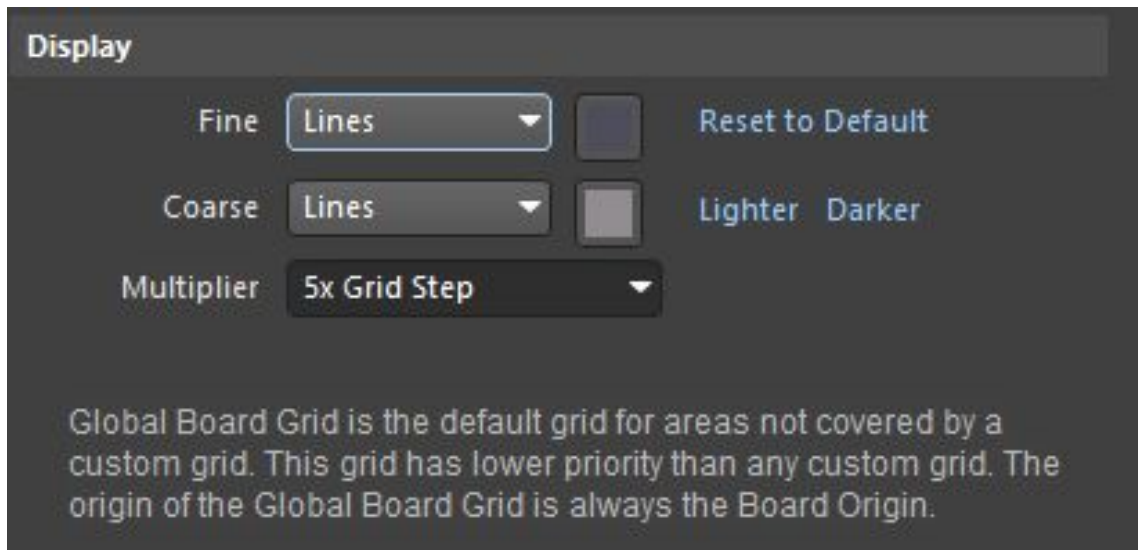 Display
Fine Lines Reset to Default
Coarse Lines Lighter Darker
Multiplier 5x Grid Step
Global Board Grid is the default grid for areas not covered by a
custom grid. This grid has lower priority than any custom grid. The
origin of the Global Board Grid is always the Board Origin.